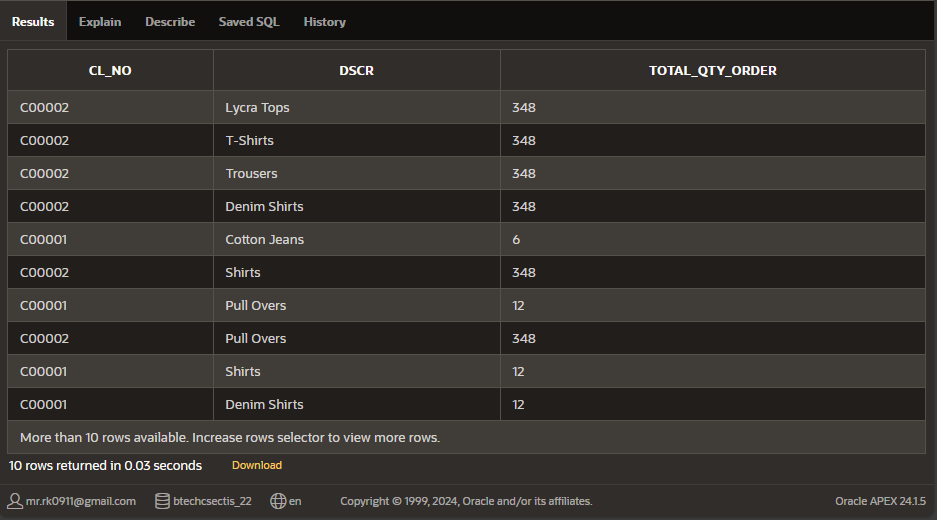 Results Explain Describe Saved SQL History
CL_NO DSCR TOTAL_QTY_ORDER
C00002 Lycra Tops 348
C00002 T-Shirts 348
C00002 Trousers 348
C00002 Denim Shirts 348
C00001 Cotton Jeans 6
C00002 Shirts 348
C00001 Pull Overs 12
C00002 Pull Overs 348
C00001 Shirts 12
C00001 Denim Shirts 12
More than 10 rows available. Increase rows selector to view more rows.
10 rows returned in 0.03 seconds Download
mr.rk0911@gmail.com btechcsectis_22 en Copyright © 1999, 2024, Oracle and/or its affiliates. Oracle APEX 24.1.5